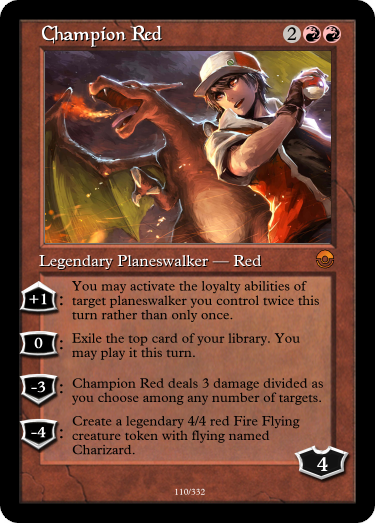 Champion Red 2
Legendary Planeswalker — Red
+1: You may activate the loyalty abilities of
target planeswalker you control twice this
turn rather than only once.
0: Exile the top card of your library. You
may play it this turn.
-3: Champion Red deals 3 damage divided as
you choose among any number of targets.
-4: Create a legendary 4/4 red Fire Flying
creature token with flying named
Charizard.
4
110/332